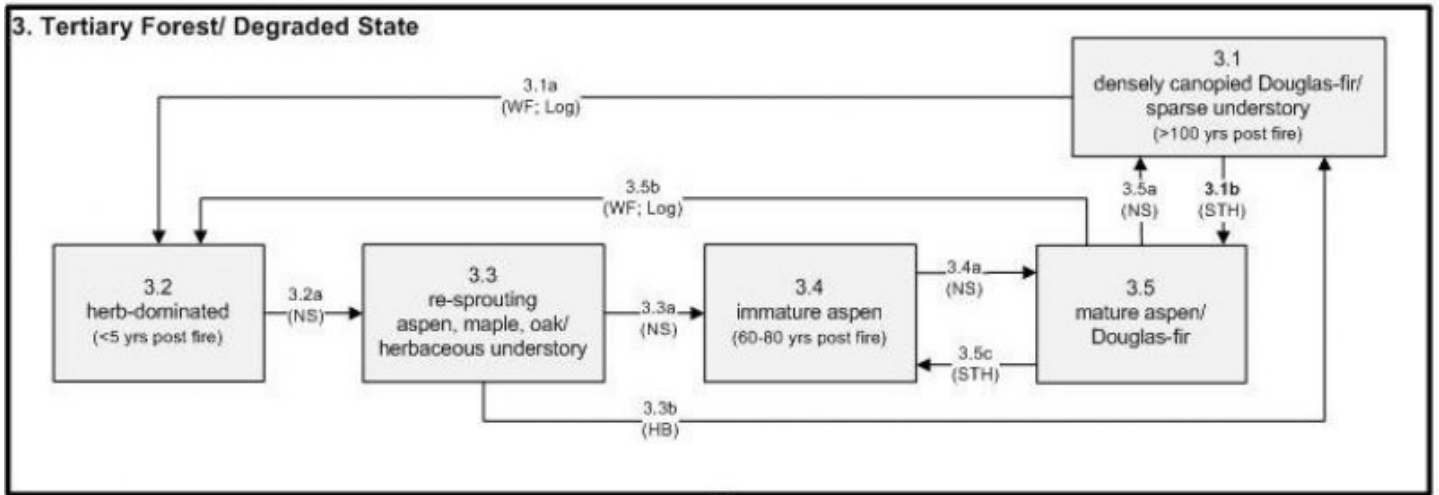 3. Tertiary Forest/ Degraded State
3.1
densely canopied Douglas-fir/
sparse understory
(>100 yrs post fire)
3.1a
(WF; Log)
3.5b
(WF; Log)
3.5a
(NS)
3.1b
(STH)
3.2
herb-dominated
(<5 yrs post fire)
3.2a
(NS)
3.3
re-sprouting
aspen, maple, oak/
herbaceous understory
3.3a
(NS)
3.4
immature aspen
(60-80 yrs post fire)
3.4a
(NS)
3.5c
(STH)
3.5
mature aspen/
Douglas-fir
3.3b
(HB)